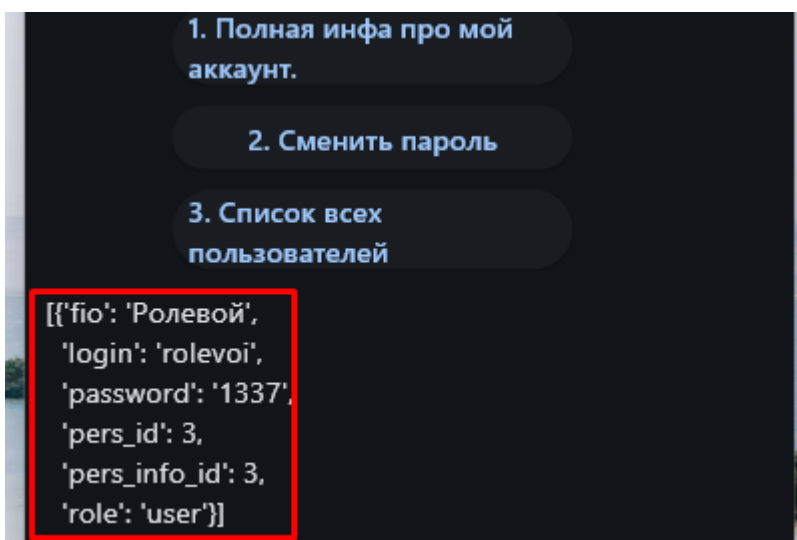 1. Полная инфа про мой
аккаунт.
2. Сменить пароль
3. Список всех
пользователей
[{'fio': 'Ролевой',
'login': 'rolevoi',
'password': '1337',
'pers_id': 3,
'pers_info_id': 3,
'role': 'user'}]